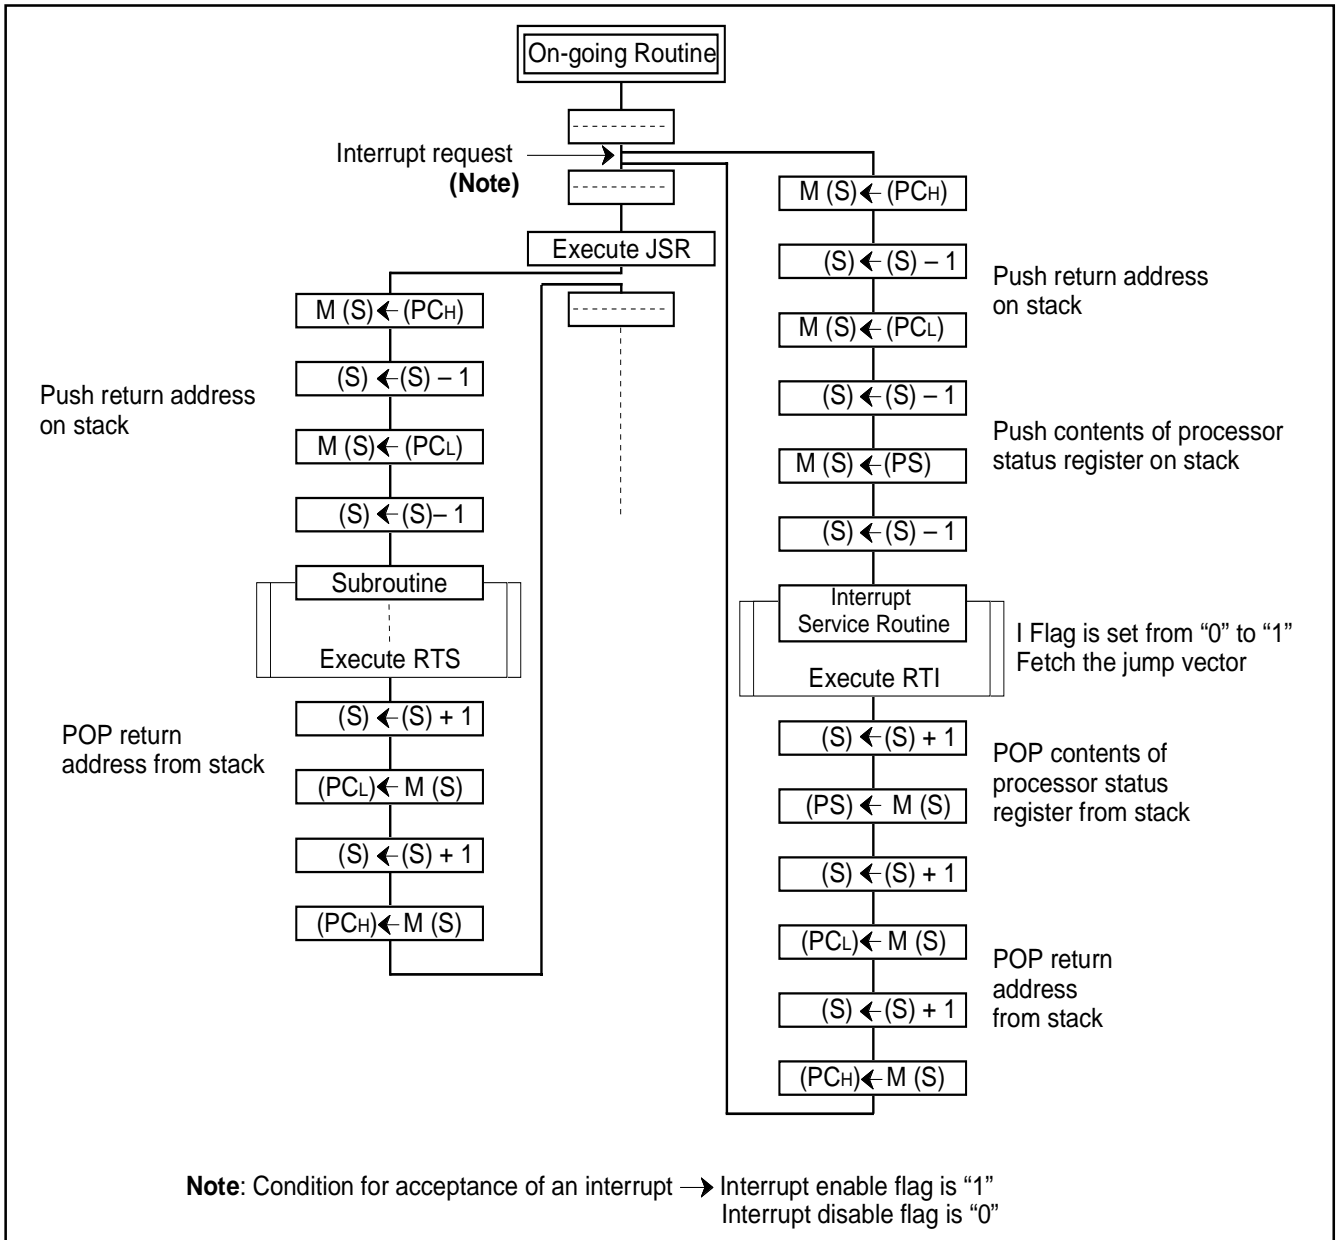 On-going Routine
Interrupt request
(Note)
Execute JSR
M (S) ← (PCH)
(S) ← (S) – 1
M (S) ← (PCL)
(S) ← (S)– 1
Push return address
on stack
Subroutine
Execute RTS
(S) ← (S) + 1
(PCL) ← M (S)
(S) ← (S) + 1
(PCH) ← M (S)
POP return
address from stack
M (S) ← (PCH)
(S) ← (S) – 1
M (S) ← (PCL)
(S) ← (S) – 1
M (S) ← (PS)
(S) ← (S) – 1
Push return address
on stack
Push contents of processor
status register on stack
Interrupt
Service Routine
Execute RTI
I Flag is set from “0” to “1”
Fetch the jump vector
(S) ← (S) + 1
(PS) ← M (S)
(S) ← (S) + 1
(PCL) ← M (S)
(S) ← (S) + 1
(PCH) ← M (S)
POP contents of
processor status
register from stack
POP return
address
from stack
Note: Condition for acceptance of an interrupt → Interrupt enable flag is “1”
Interrupt disable flag is “0”